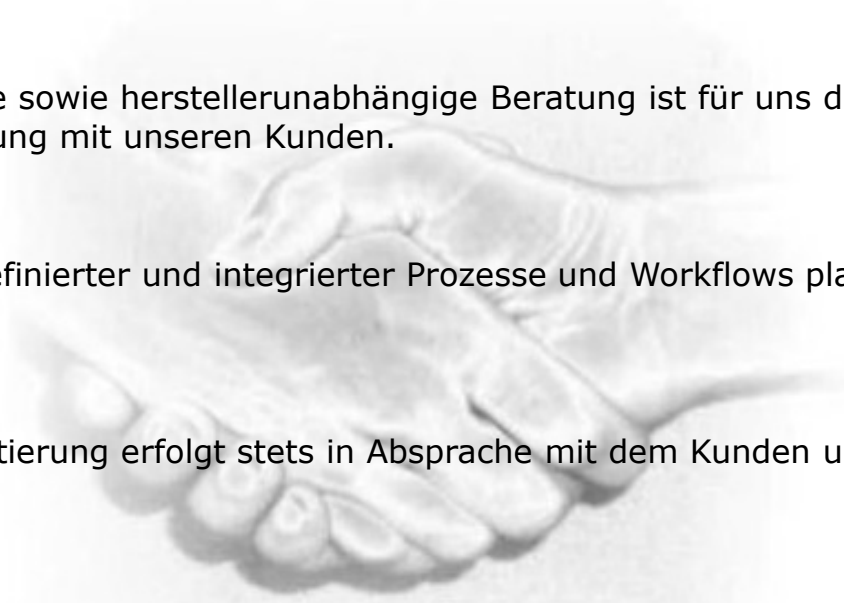 e sowie herstellerunabhängige Beratung ist für uns d
ung mit unseren Kunden.
efinierter und integrierter Prozesse und Workflows pla
tierung erfolgt stets in Absprache mit dem Kunden u